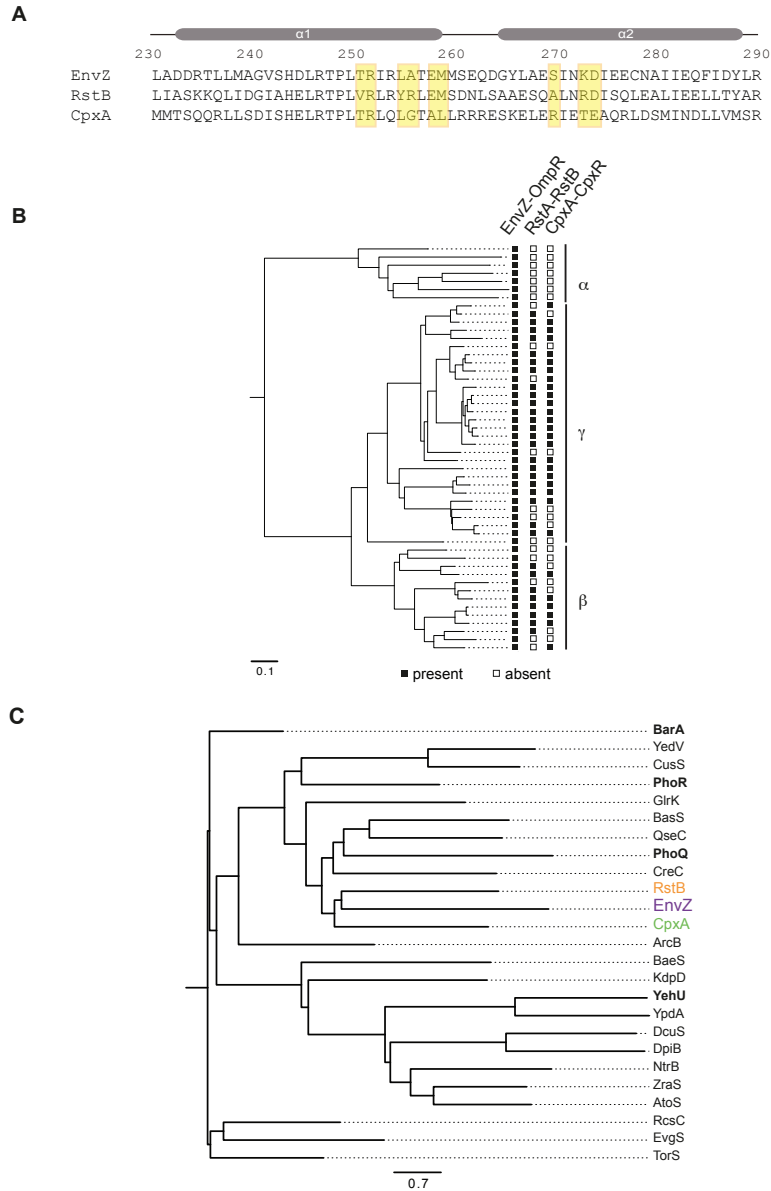 A
α1 α2
230 240 250 260 270 280 290
EnvZ LADDRTLLMAGVSHDLRTPLTRIRLATEMMSEQDGYLAESINKDIEECNAIIEQFIDYLR
RstB LIASKKQLIDGIAHELRTPLVRLRYRLEMSDNLSAAESQALNRDISQLEALIEELLTYAR
CpxA MMTSQQRLLSDISHELRTPLTRLQLGTALLRRRSGESKELERIETEAQRLDSMINDLLVMSR
B
EnvZ-OmpR
RstA-RstB
CpxA-CpxR
α
γ
β
0.1
present absent
C
BarA
YedV
CusS
PhoR
GlrK
BasS
QseC
PhoQ
CreC
RstB
EnvZ
CpxA
ArcB
BaeS
KdpD
YehU
YpdA
DcuS
DpiB
NtrB
ZraS
AtoS
RcsC
EvgS
TorS
0.7